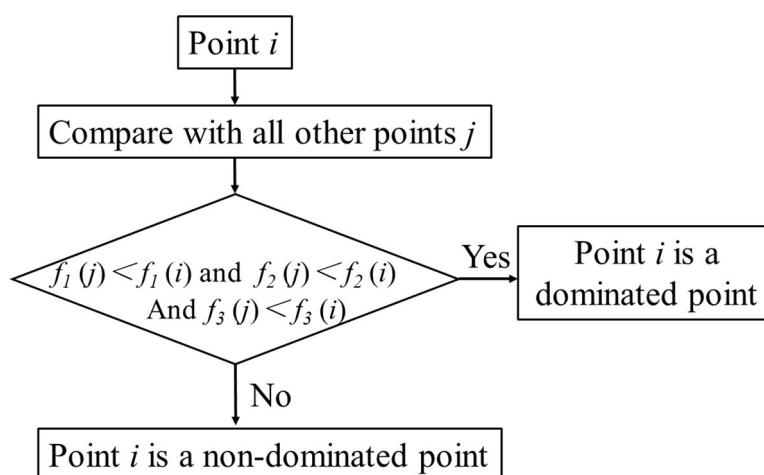 Point i
Compare with all other points j
f₁(j)<f₁(i) and f₂(j)<f₂(i)
And f₃(j)<f₃(i)
Yes
Point i is a
dominated point
No
Point i is a non-dominated point